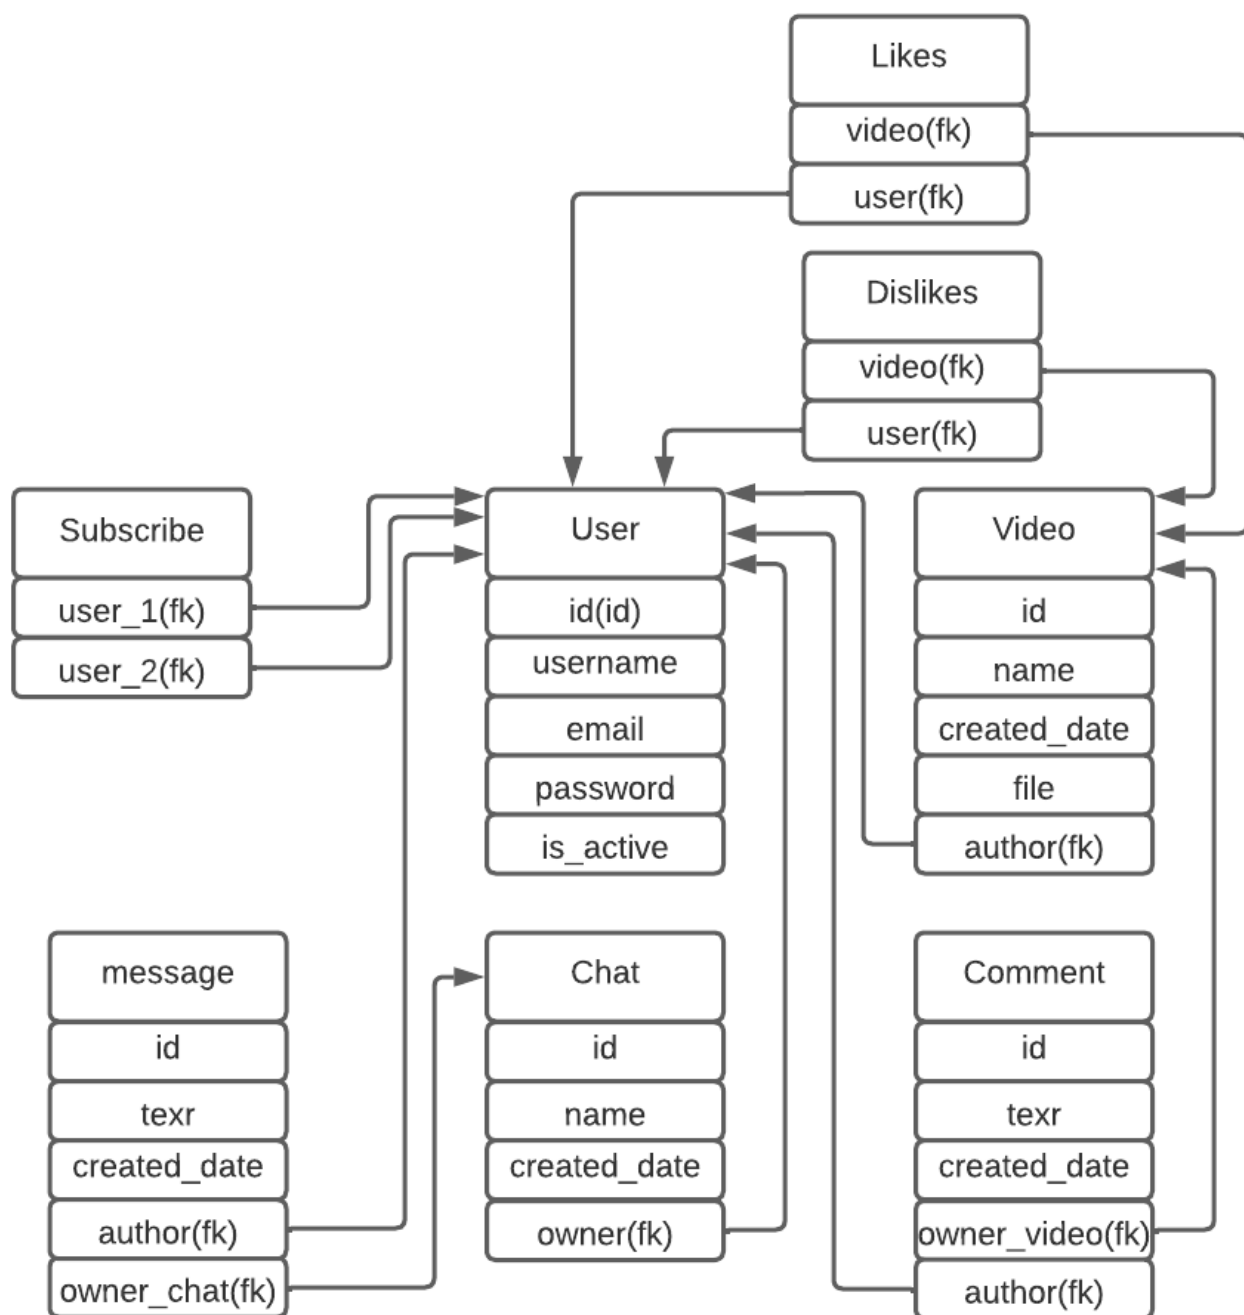 Likes
video(fk)
user(fk)
Dislikes
video(fk)
user(fk)
Subscribe
user_1(fk)
user_2(fk)
User
id(id)
username
email
password
is_active
Video
id
name
created_date
file
author(fk)
message
id
texr
created_date
author(fk)
owner_chat(fk)
Chat
id
name
created_date
owner(fk)
Comment
id
texr
created_date
owner_video(fk)
author(fk)